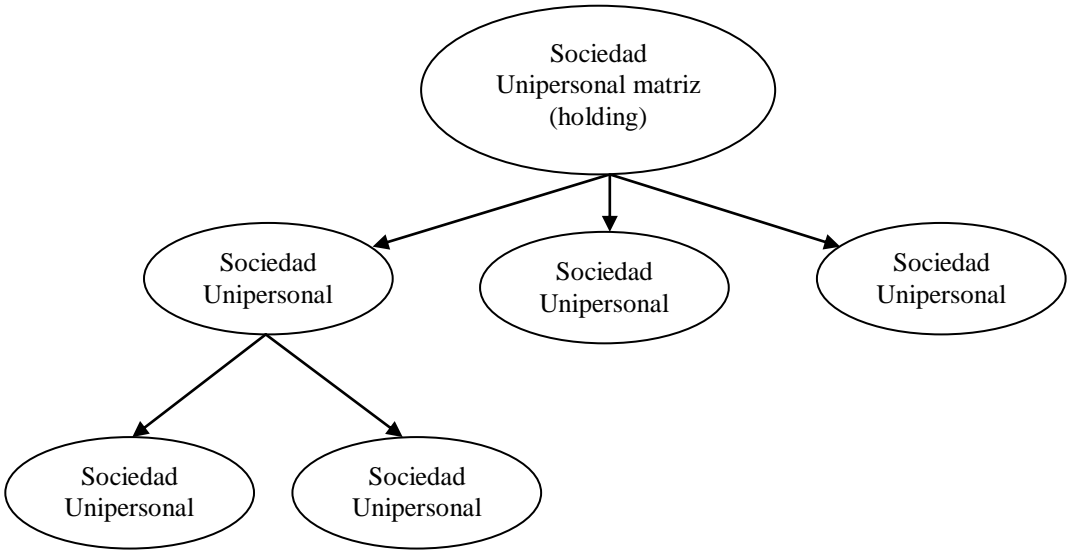 Sociedad
Unipersonal matriz
(holding)
Sociedad
Unipersonal
Sociedad
Unipersonal
Sociedad
Unipersonal
Sociedad
Unipersonal
Sociedad
Unipersonal